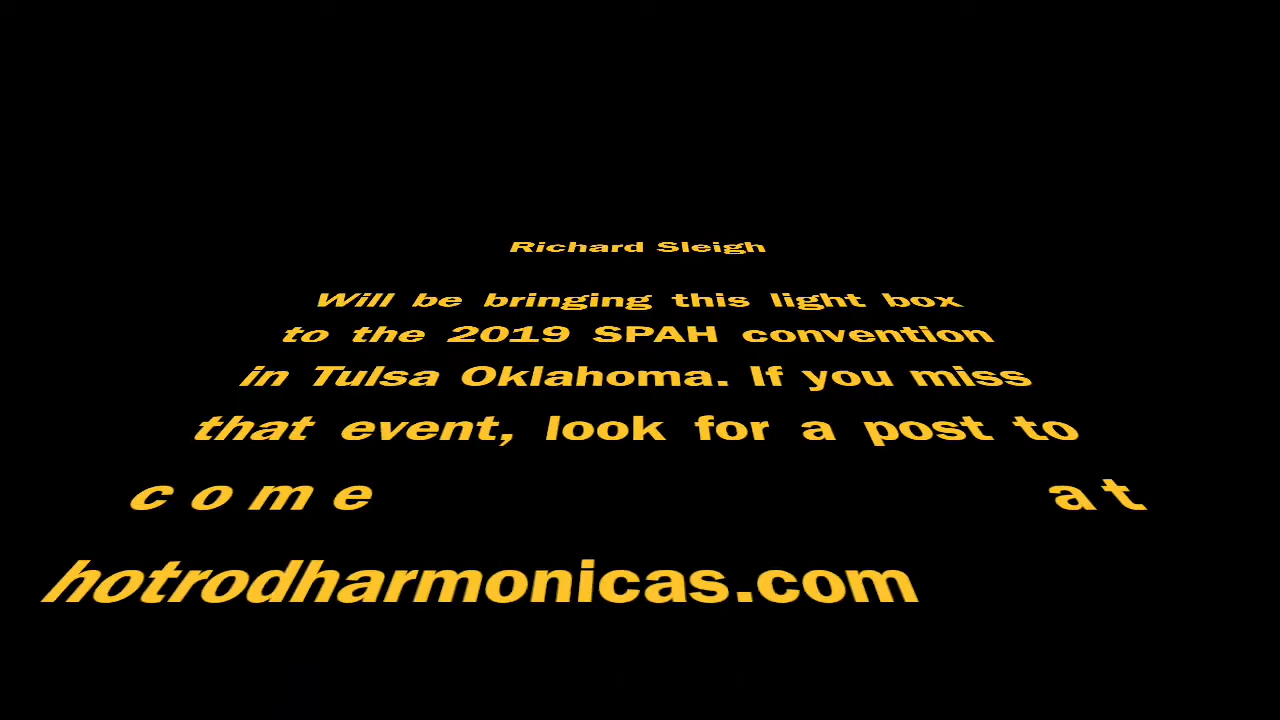 Richard Sleigh
Will be bringing this light box
to the 2019 SPAH convention
in Tulsa Oklahoma. If you miss
that event, look for a post to
come at
hotrodharmonicas.com